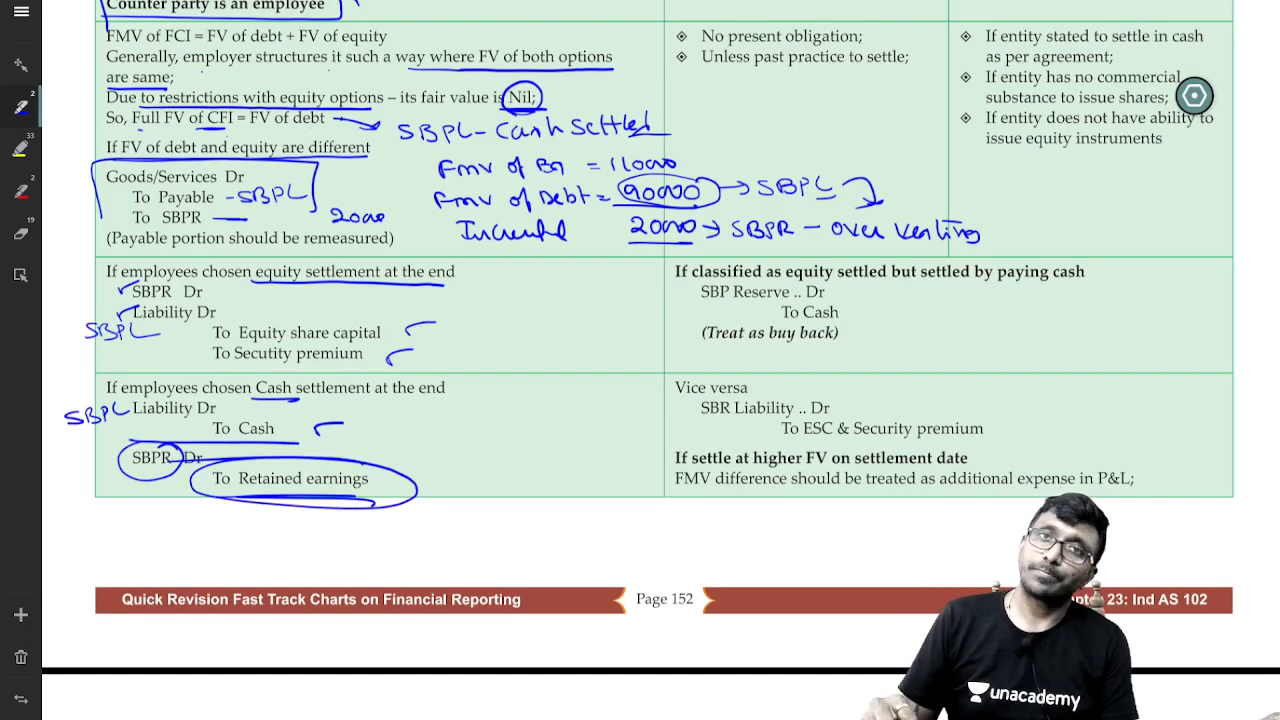 Counter party is an employee
FMV of FCI = FV of debt + FV of equity
Generally, employer structures it such a way where FV of both options
are same;
Due to restrictions with equity options – its fair value is Nil;
So, Full FV of CFI = FV of debt
SBPL - Cash Settled
If FV of debt and equity are different
Goods/Services Dr
To Payable - SBPL
To SBPR
20000
(Payable portion should be remeasured)
= 110000
FMV of Debt = 90000 → SBPL
20000 → SBPR - over vesting
No present obligation;
Unless past practice to settle;
If entity stated to settle in cash
as per agreement;
If entity has no commercial
substance to issue shares;
If entity does not have ability to
issue equity instruments
If employees chosen equity settlement at the end
SBPR Dr
Liability Dr
SBPL
To Equity share capital
To Secutity premium
If classified as equity settled but settled by paying cash
SBP Reserve .. Dr
To Cash
(Treat as buy back)
If employees chosen Cash settlement at the end
SBPL Liability Dr
To Cash
SBPR Dr
To Retained earnings
Vice versa
SBR Liability .. Dr
To ESC & Security premium
If settle at higher FV on settlement date
FMV difference should be treated as additional expense in P&L;
Quick Revision Fast Track Charts on Financial Reporting
Page 152
23: Ind AS 102
unacademy
2
33
2
19